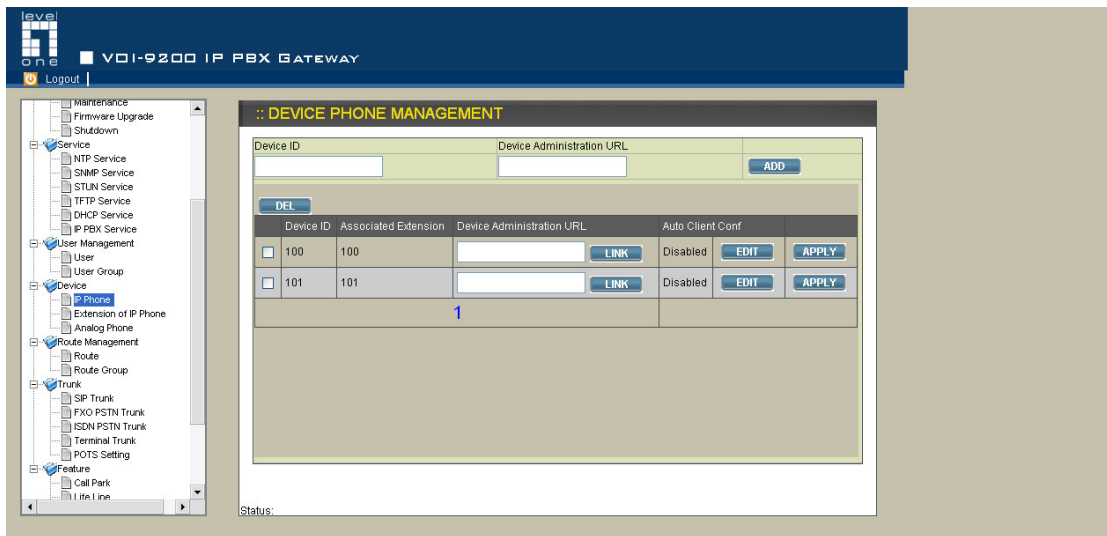 level
one
VOI-9200 IP PBX GATEWAY
Logout
Maintenance
Firmware Upgrade
Shutdown
Service
NTP Service
SNMP Service
STUN Service
TFTP Service
DHCP Service
IP PBX Service
User Management
User
User Group
Device
IP Phone
Extension of IP Phone
Analog Phone
Route Management
Route
Route Group
Trunk
SIP Trunk
FXO PSTN Trunk
ISDN PSTN Trunk
Terminal Trunk
POTS Setting
Feature
Call Park
Life Line
:: DEVICE PHONE MANAGEMENT
Device ID Device Administration URL
ADD
DEL
Device ID Associated Extension Device Administration URL Auto Client Conf
100 100 LINK Disabled EDIT APPLY
101 101 LINK Disabled EDIT APPLY
1
Status: